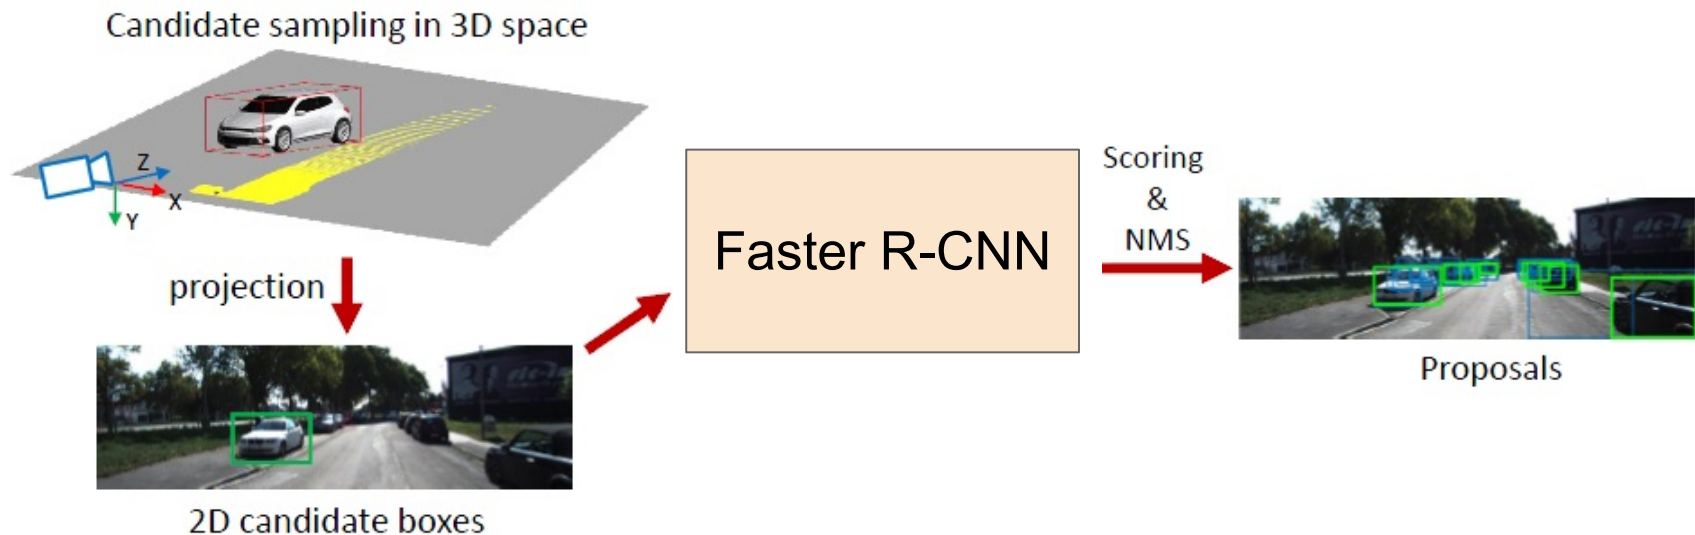 Candidate sampling in 3D space
Z
X
Y
projection
2D candidate boxes
Faster R-CNN
Scoring
&
NMS
Proposals